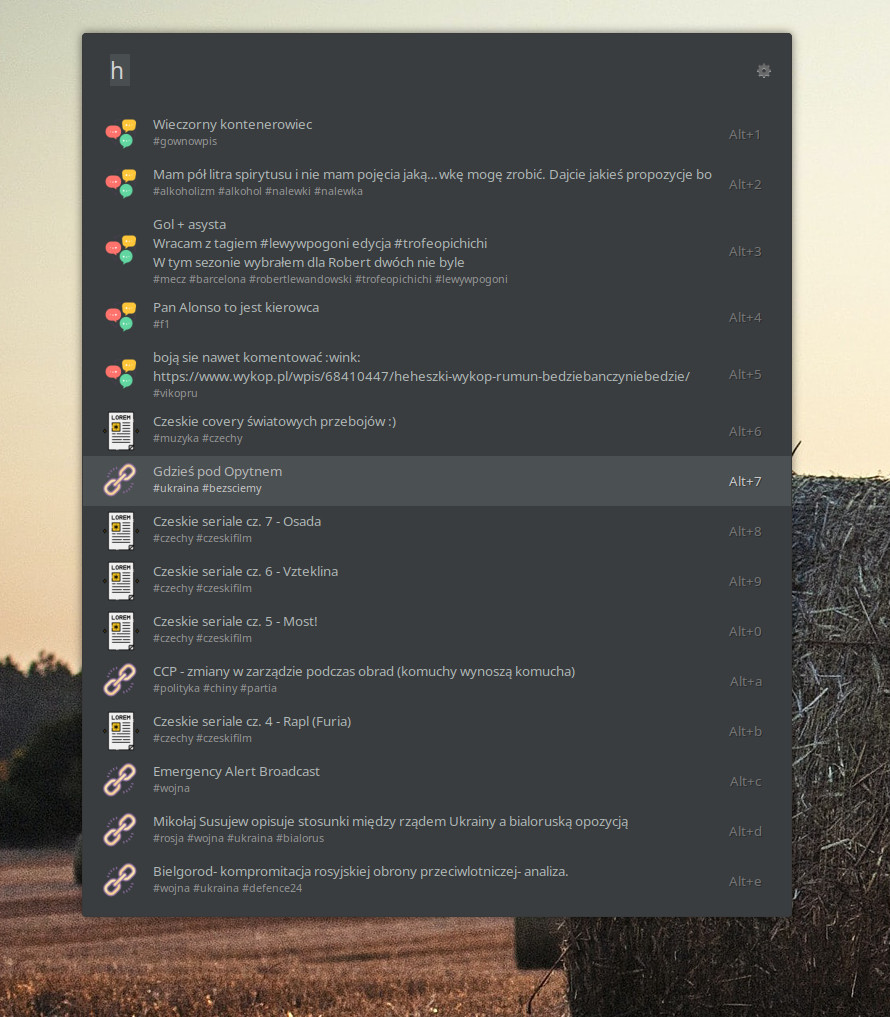 h
Wieczorny kontenerowiec
#gownowpis
Alt+1
Mam pół litra spirytusu i nie mam pojęcia jaką...wkę mogę zrobić. Dajcie jakieś propozycje bo
#alkoholizm #alkohol #nalewki #nalewka
Alt+2
Gol + asysta
Wracam z tagiem #lewywpogoni edycja #trofeopichichi
W tym sezonie wybrałem dla Robert dwóch nie byle
#mecz #barcelona #robertlewandowski #trofeopichichi #lewywpogoni
Alt+3
Pan Alonso to jest kierowca
#f1
Alt+4
boją sie nawet komentować :wink:
https://www.wykop.pl/wpis/68410447/heheszki-wykop-rumun-bedziebanczyniebedzie/
#vikopru
Alt+5
LOREM
Czeskie covery światowych przebojów :)
#muzyka #czechy
Alt+6
Gdzieś pod Opytnem
#ukraina #bezsciemy
Alt+7
LOREM
Czeskie seriale cz. 7 - Osada
#czechy #czeskifilm
Alt+8
LOREM
Czeskie seriale cz. 6 - Vzteklina
#czechy #czeskifilm
Alt+9
LOREM
Czeskie seriale cz. 5 - Most!
#czechy #czeskifilm
Alt+0
CCP - zmiany w zarządzie podczas obrad (komuchy wynoszą komucha)
#polityka #chiny #partia
Alt+a
LOREM
Czeskie seriale cz. 4 - Rapl (Furia)
#czechy #czeskifilm
Alt+b
Emergency Alert Broadcast
#wojna
Alt+c
Mikołaj Susujew opisuje stosunki między rządem Ukrainy a bialoruską opozycją
#rosja #wojna #ukraina #bialorus
Alt+d
Bielgorod- kompromitacja rosyjskiej obrony przeciwlotniczej- analiza.
#wojna #ukraina #defence24
Alt+e